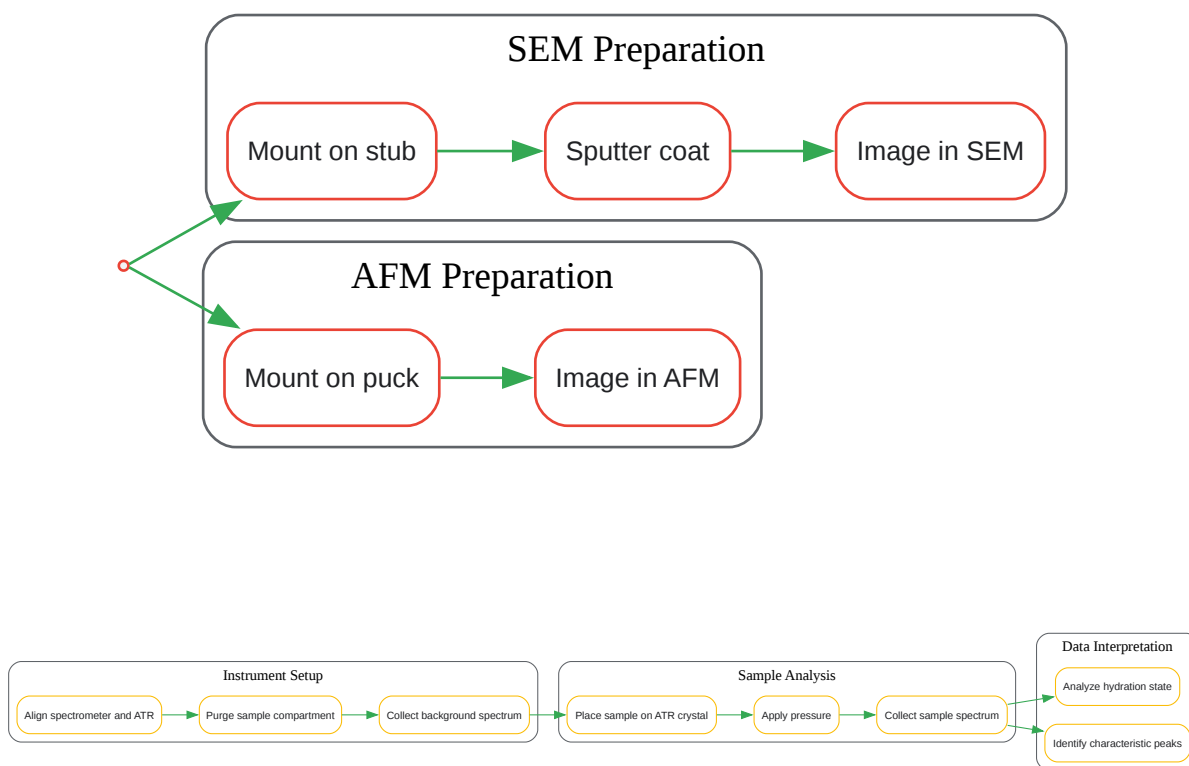 SEM Preparation
Mount on stub
Sputter coat
Image in SEM
AFM Preparation
Mount on puck
Image in AFM
Instrument Setup
Align spectrometer and ATR
Purge sample compartment
Collect background spectrum
Sample Analysis
Place sample on ATR crystal
Apply pressure
Collect sample spectrum
Data Interpretation
Analyze hydration state
Identify characteristic peaks